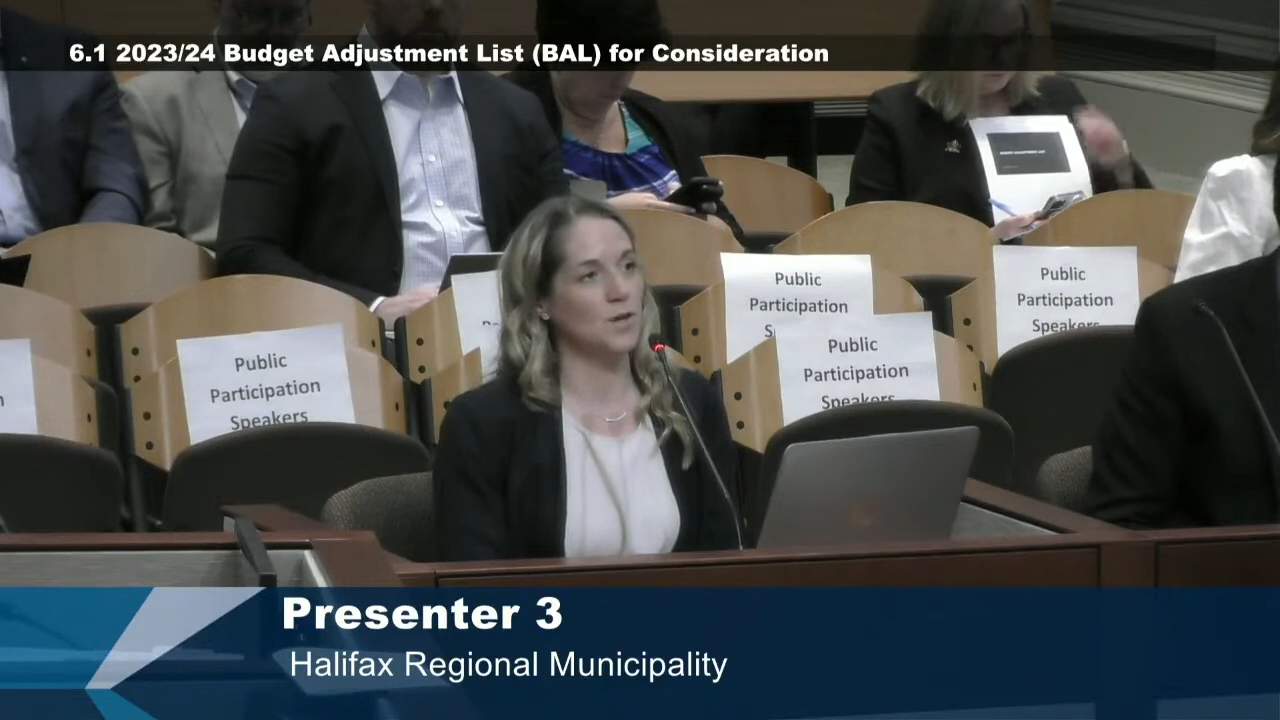 6.1 2023/24 Budget Adjustment List (BAL) for Consideration
Public
Participation
Speakers
Public
Participation
Public
Participation
Speakers
Public
Participation
Speakers
Presenter 3
Halifax Regional Municipality